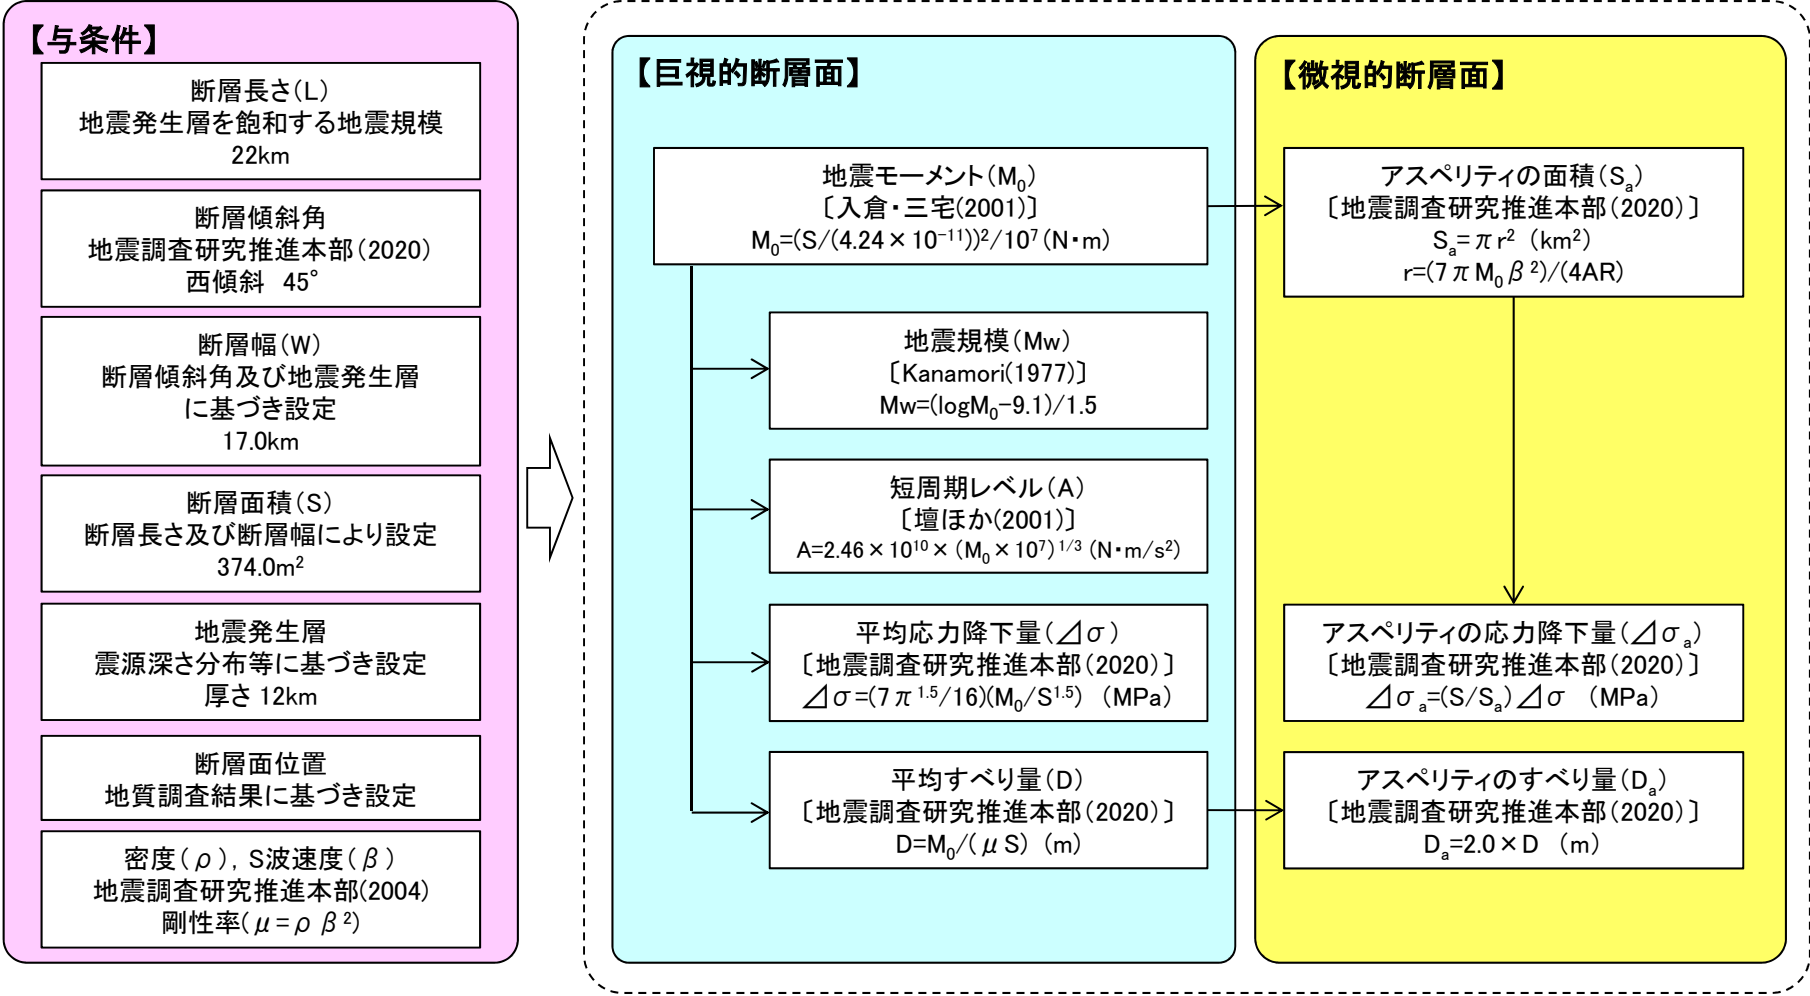 【与条件】
断層長さ(L)
地震発生層を飽和する地震規模
22km
断層傾斜角
地震調査研究推進本部(2020)
西傾斜 45°
断層幅(W)
断層傾斜角及び地震発生層
に基づき設定
17.0km
断層面積(S)
断層長さ及び断層幅により設定
374.0m²
地震発生層
震源深さ分布等に基づき設定
厚さ 12km
断層面位置
地質調査結果に基づき設定
密度(ρ), S波速度(β)
地震調査研究推進本部(2004)
剛性率(μ=ρβ²)
【巨視的断層面】
地震モーメント(M₀)
〔入倉・三宅(2001)〕
M₀=(S/(4.24×10⁻¹¹))²/10⁷(N・m)
地震規模(Mw)
〔Kanamori(1977)〕
Mw=(logM₀-9.1)/1.5
短周期レベル(A)
〔壇ほか(2001)〕
A=2.46×10¹⁰×(M₀×10⁷)¹/³(N・m/s²)
平均応力降下量(⊿σ)
〔地震調査研究推進本部(2020)〕
⊿σ=(7π¹·⁵/16)(M₀/S¹·⁵) (MPa)
平均すべり量(D)
〔地震調査研究推進本部(2020)〕
D=M₀/(μS) (m)
【微視的断層面】
アスペリティの面積(Sₐ)
〔地震調査研究推進本部(2020)〕
Sₐ=πr² (km²)
r=(7πM₀β²)/(4AR)
アスペリティの応力降下量(⊿σₐ)
〔地震調査研究推進本部(2020)〕
⊿σₐ=(S/Sₐ)⊿σ (MPa)
アスペリティのすべり量(Dₐ)
〔地震調査研究推進本部(2020)〕
Dₐ=2.0×D (m)